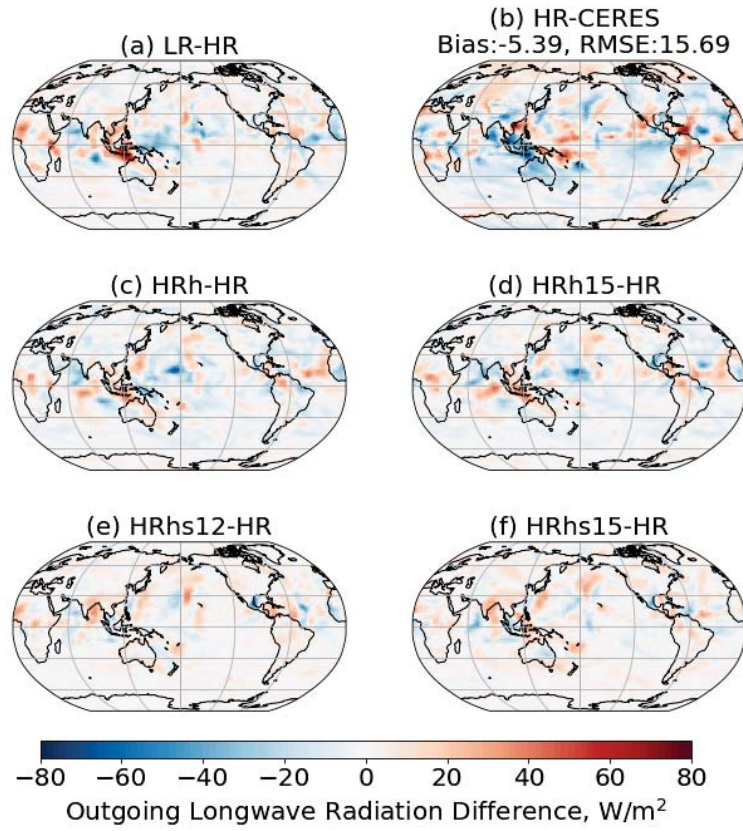 (a) LR-HR
(b) HR-CERES
Bias:-5.39, RMSE:15.69
(c) HRh-HR
(d) HRh15-HR
(e) HRhs12-HR
(f) HRhs15-HR
−80 −60 −40 −20 0 20 40 60 80
Outgoing Longwave Radiation Difference, W/m²